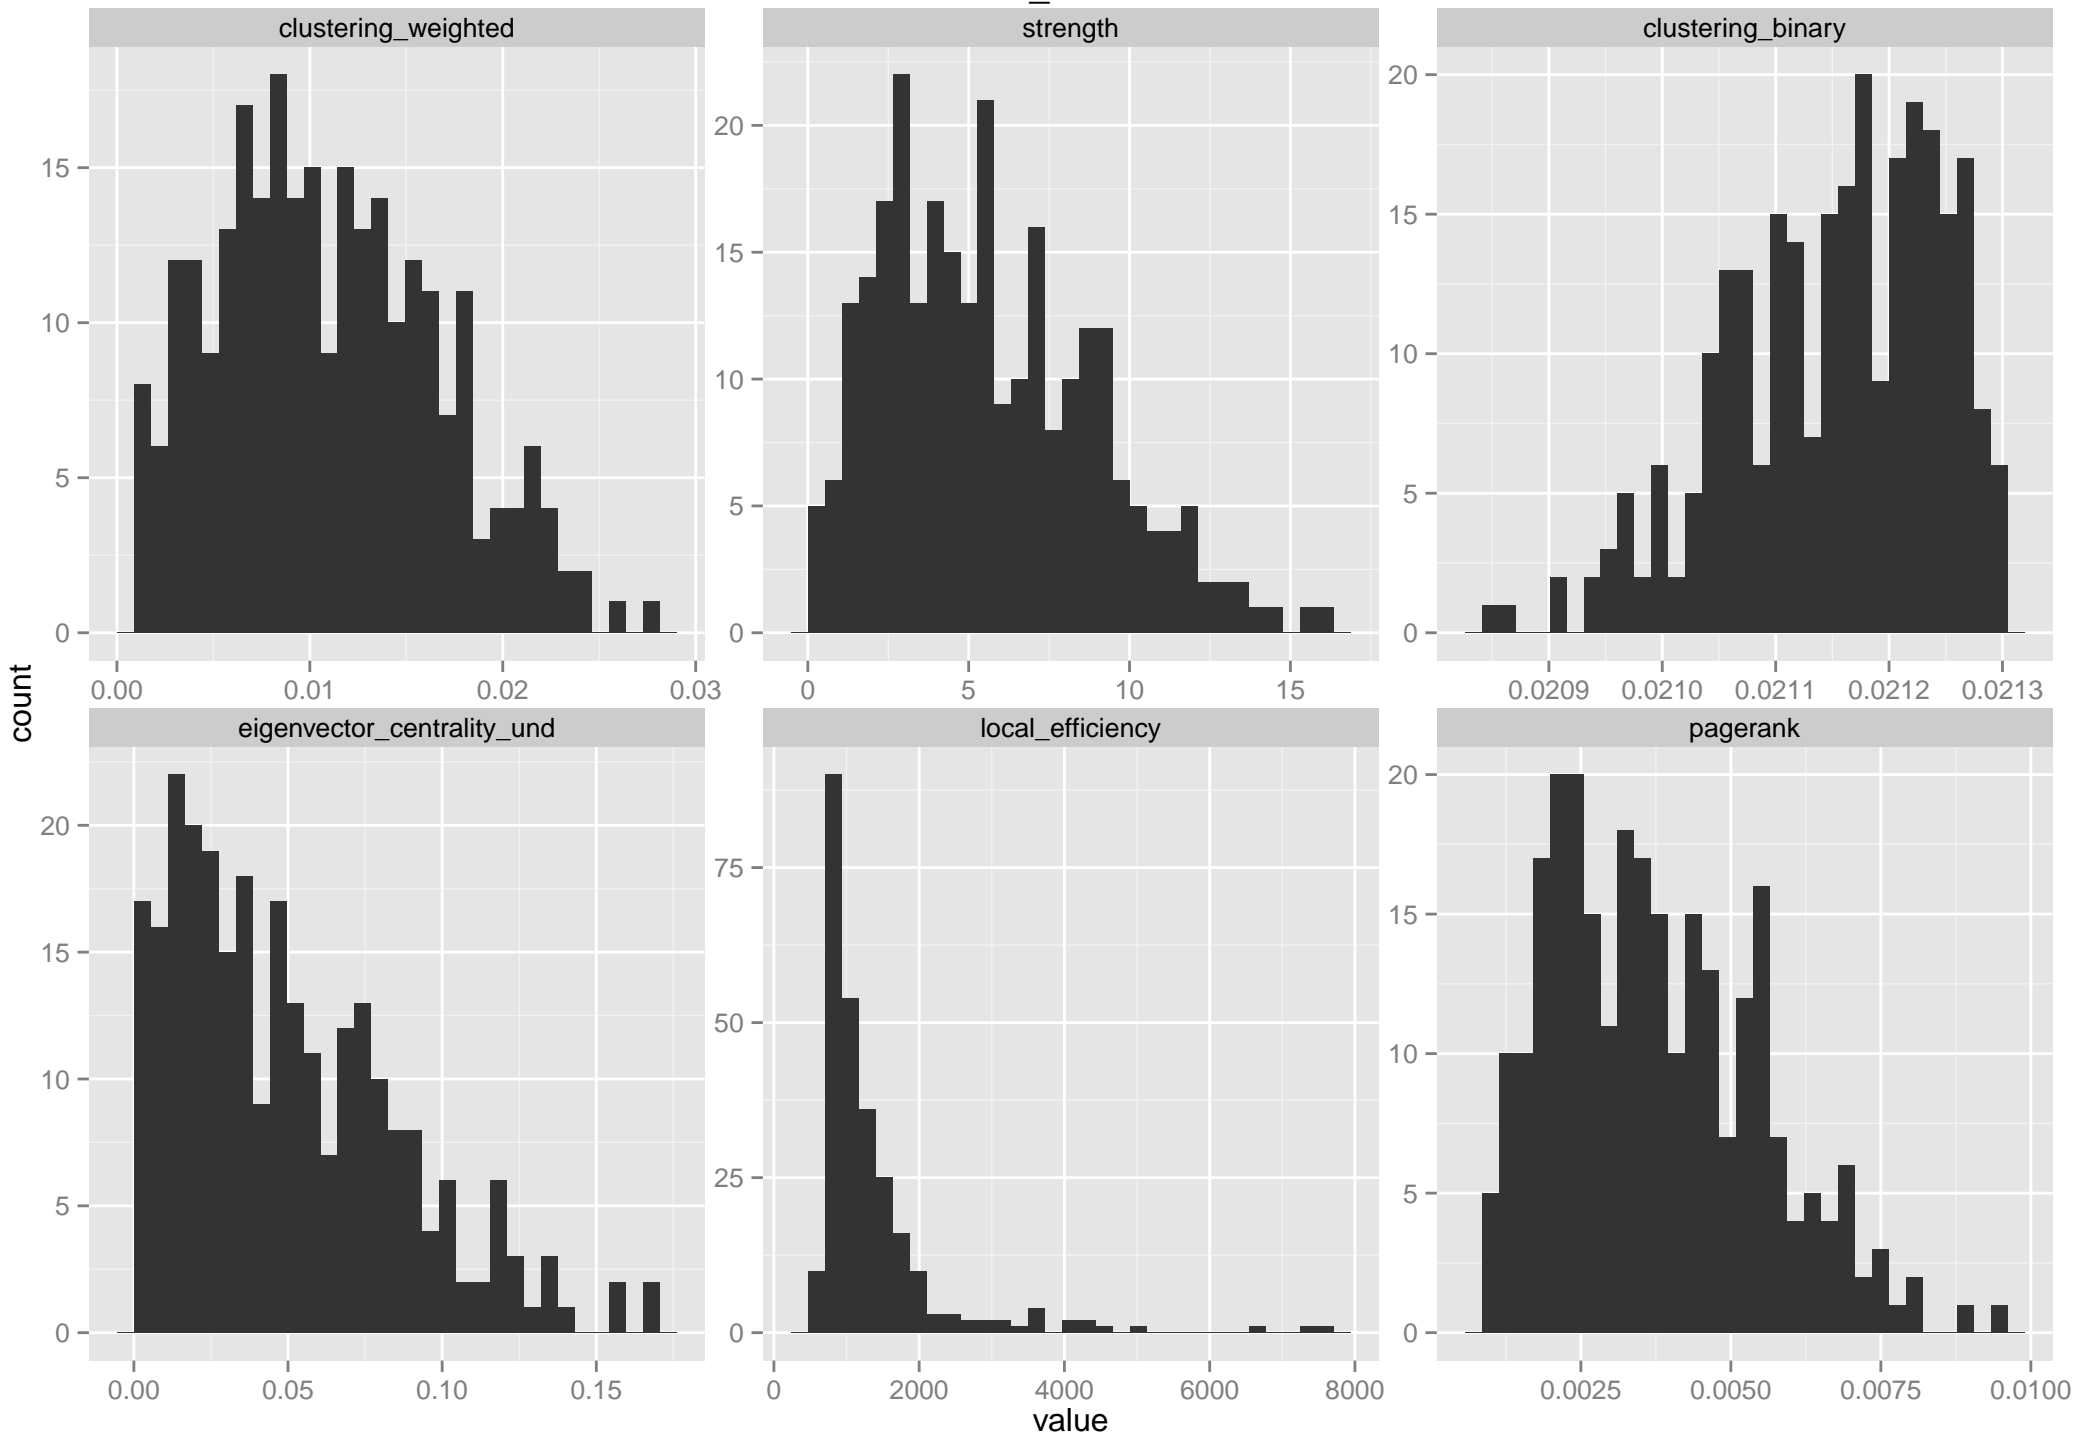 clustering_weighted
strength
clustering_binary
15
10
5
0
0.00 0.01 0.02 0.03
20
15
10
5
0
0 5 10 15
20
15
10
5
0
0.0209 0.0210 0.0211 0.0212 0.0213
count
eigenvector_centrality_und
local_efficiency
pagerank
20
15
10
5
0
0.00 0.05 0.10 0.15
75
50
25
0
0 2000 4000 6000 8000
20
15
10
5
0
0.0025 0.0050 0.0075 0.0100
value